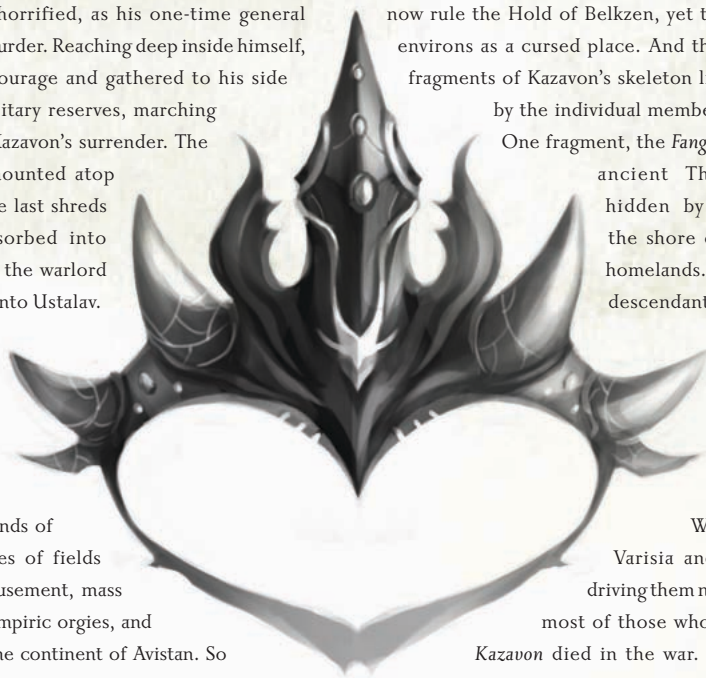 horrified, as his one-time general
urder. Reaching deep inside himself,
ourage and gathered to his side
itary reserves, marching
Kazavon’s surrender. The
ounted atop
e last shreds
sorbed into
the warlord
nto Ustalav.
nds of
es of fields
usement, mass
mpiric orgies, and
he continent of Avistan. So
now rule the Hold of Belkzen, yet t
environs as a cursed place. And th
fragments of Kazavon’s skeleton l
by the individual membe
One fragment, the Fang
ancient Th
hidden by
the shore
homelands.
descendant
W
Varisia an
driving them
most of those who
Kazavon died in the war.